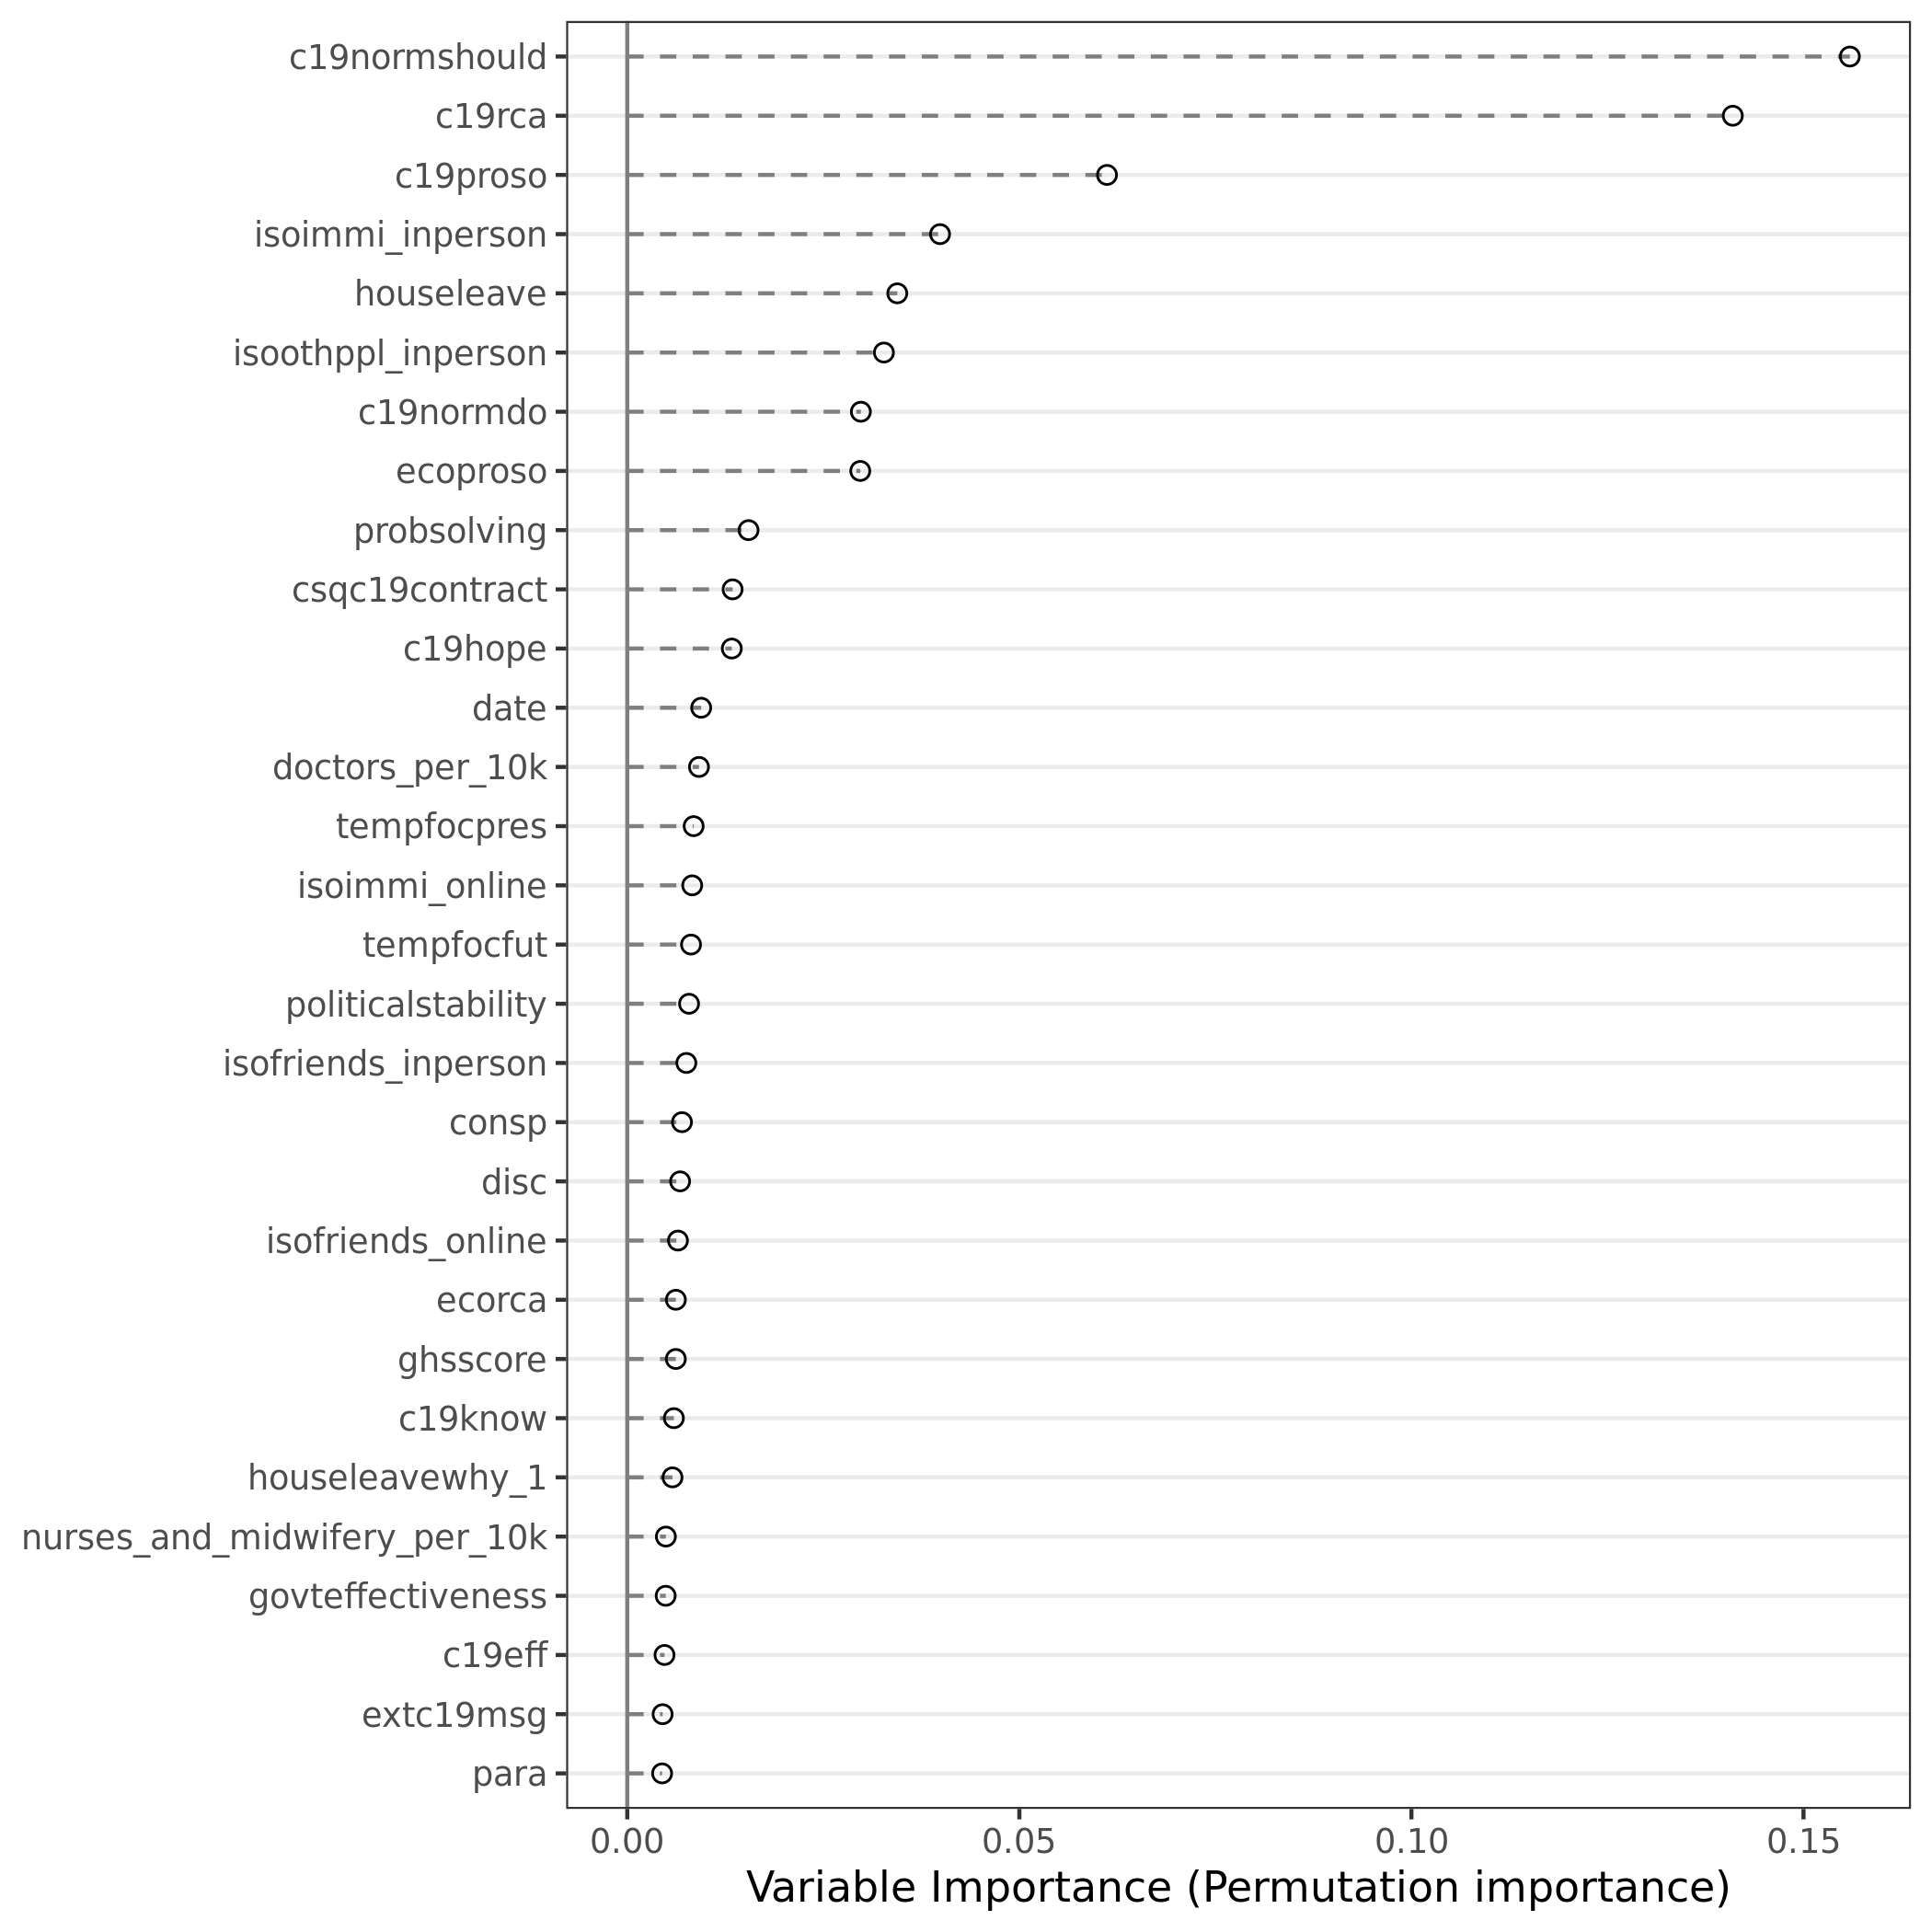 c19normshould
c19rca
c19proso
isoimmi_inperson
houseleave
isoothppl_inperson
c19normdo
ecoproso
probsolving
csqc19contract
c19hope
date
doctors_per_10k
tempfocpres
isoimmi_online
tempfocfut
politicalstability
isofriends_inperson
consp
disc
isofriends_online
ecorca
ghsscore
c19know
houseleavewhy_1
nurses_and_midwifery_per_10k
govteffectiveness
c19eff
extc19msg
para
0.00 0.05 0.10 0.15
Variable Importance (Permutation importance)